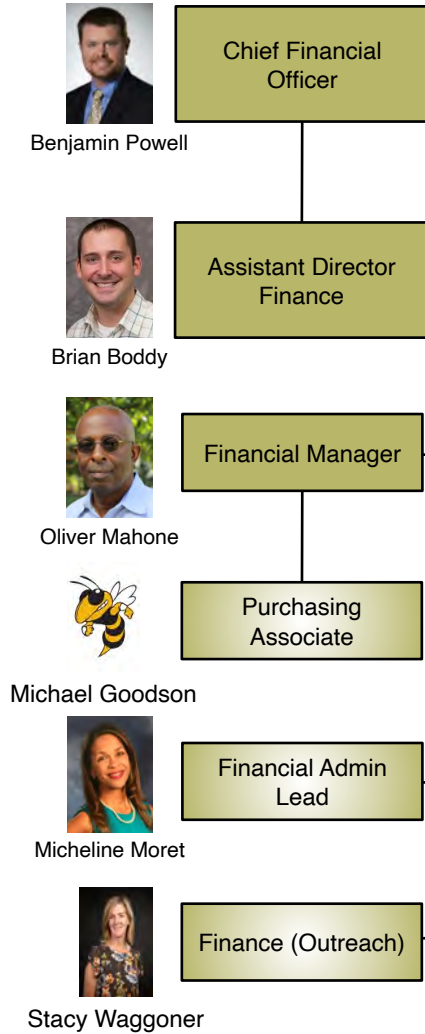 Chief Financial
Officer
Benjamin Powell
Assistant Director
Finance
Brian Boddy
Financial Manager
Oliver Mahone
Purchasing
Associate
Michael Goodson
Financial Admin
Lead
Micheline Moret
Finance (Outreach)
Stacy Waggoner